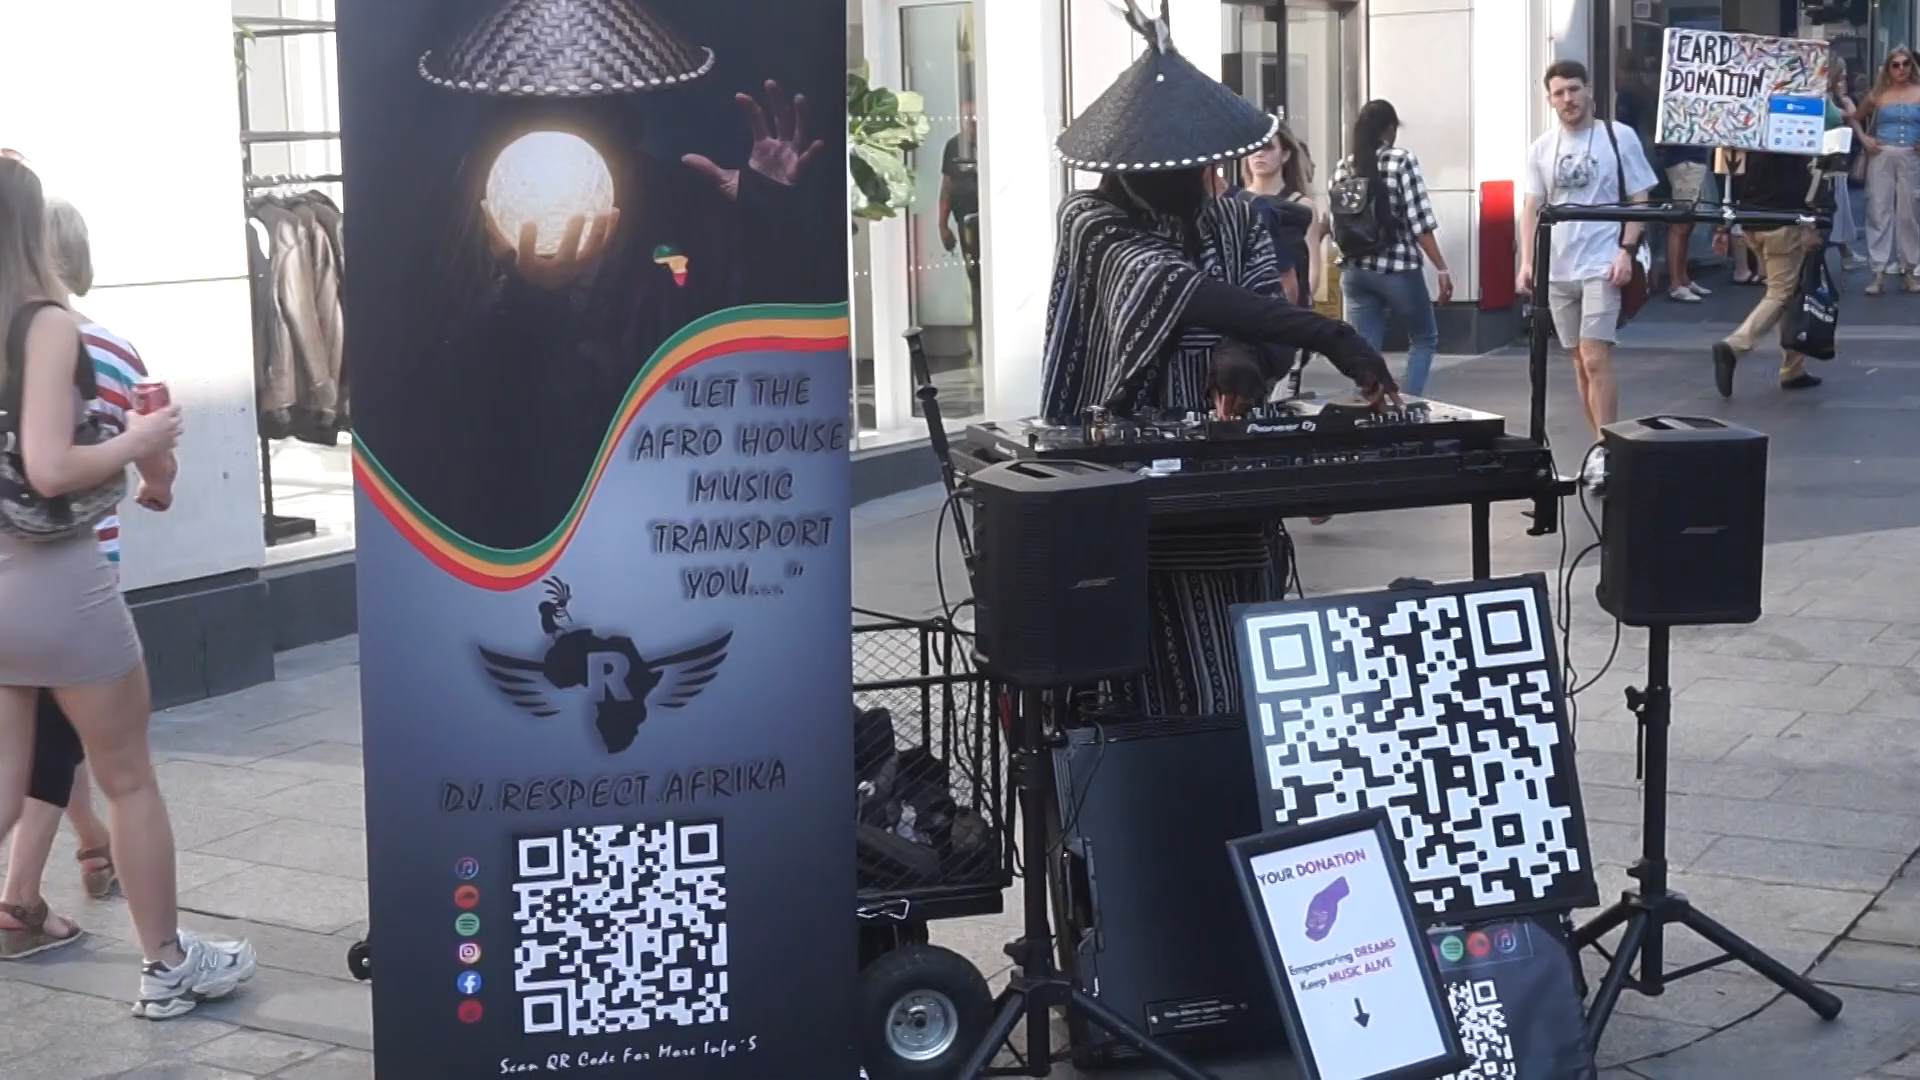 "LET THE
AFRO HOUSE
MUSIC
TRANSPORT
YOU..."
R
DJ.RESPECT.AFRIKA
Scan QR Code For More Info'S
Pioneer DJ
CARD
DONATION
BOSE
BOSE
YOUR DONATION
Empowering DREAMS
Keep MUSIC ALIVE